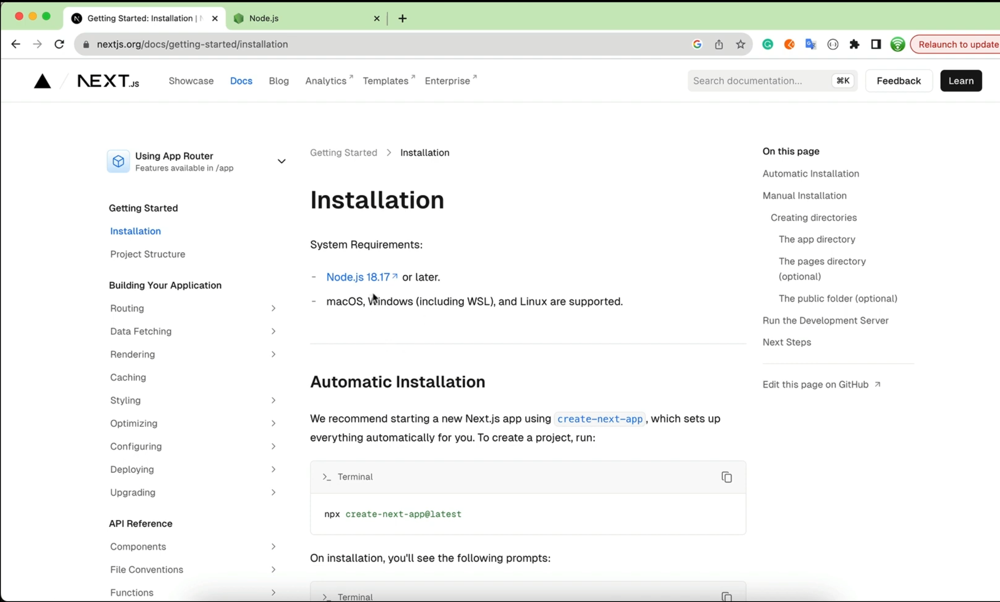 Getting Started: Installation |
Node.js
nextjs.org/docs/getting-started/installation
Relaunch to update
NEXT.JS
Showcase
Docs
Blog
Analytics
Templates
Enterprise
Search documentation...
⌘K
Feedback
Learn
Using App Router
Features available in /app
Getting Started
Installation
Project Structure
Building Your Application
Routing
Data Fetching
Rendering
Caching
Styling
Optimizing
Configuring
Deploying
Upgrading
API Reference
Components
File Conventions
Functions
Getting Started > Installation
Installation
System Requirements:
- Node.js 18.17 or later.
- macOS, Windows (including WSL), and Linux are supported.
Automatic Installation
We recommend starting a new Next.js app using create-next-app, which sets up
everything automatically for you. To create a project, run:
>_ Terminal
npx create-next-app@latest
On installation, you'll see the following prompts:
>_ Terminal
On this page
Automatic Installation
Manual Installation
Creating directories
The app directory
The pages directory
(optional)
The public folder (optional)
Run the Development Server
Next Steps
Edit this page on GitHub